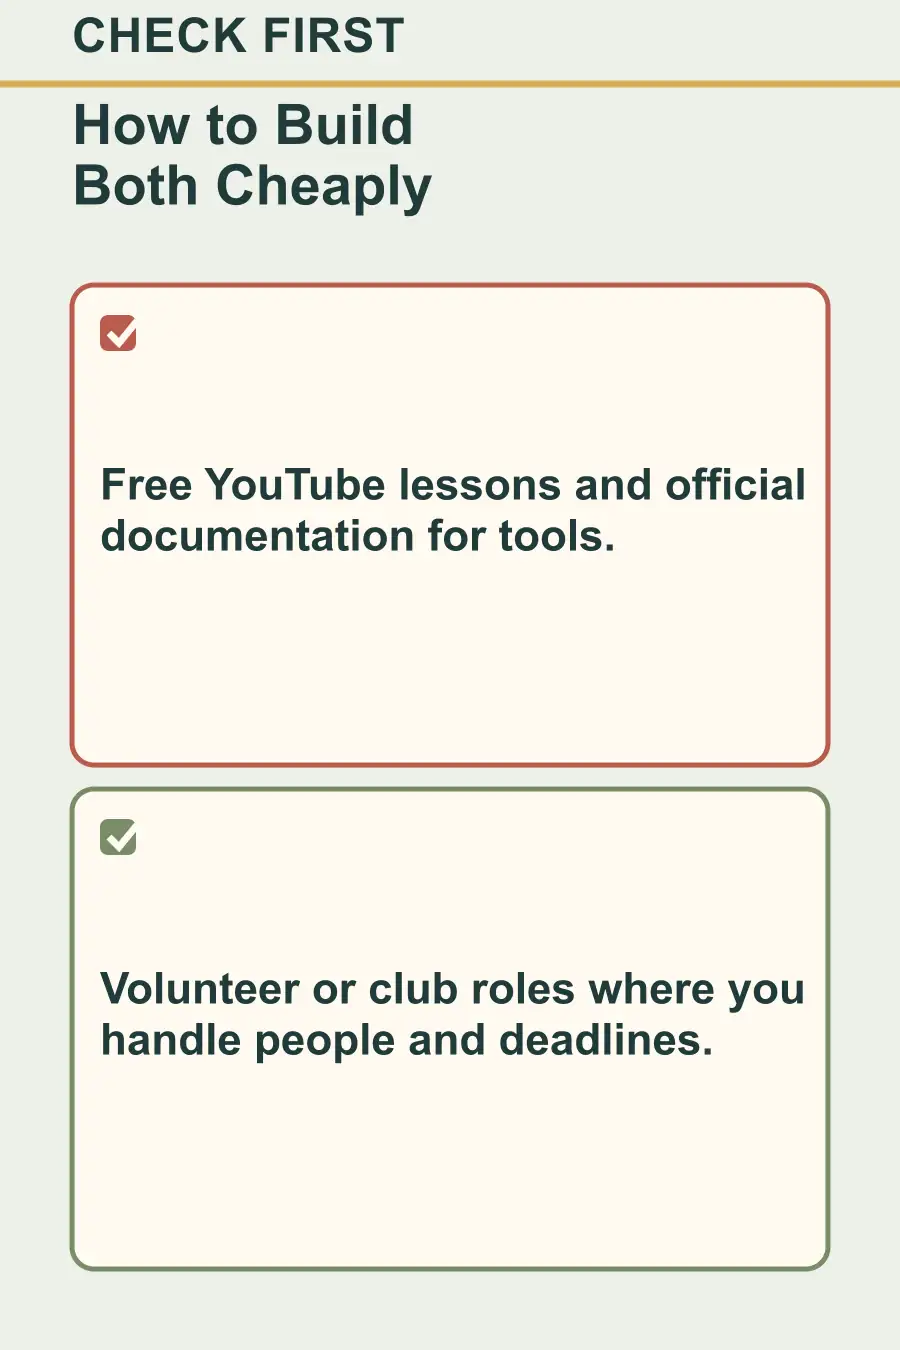 CHECK FIRST
How to Build
Both Cheaply
Free YouTube lessons and official
documentation for tools.
Volunteer or club roles where you
handle people and deadlines.